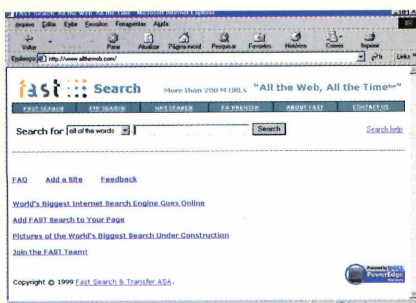 FAST Search: All the Web, All the Time - Microsoft Internet Explorer
Arquivo Editar Exibir Favoritos Ferramentas Ajuda
Voltar Parar Atualizar Página inicial Pesquisar Favoritos Histórico Correio Imprimir
Endereço http://www.alltheweb.com/ Ir Links
fast Search More than 200 M URLs "All the Web, All the Time"
FAST SEARCH FTP SEARCH MP3 SEARCH ABOUT FAST CONTACT US
Search for all of the words Search Search help
FAQ Add a Site Feedback
World's Biggest Internet Search Engine Goes Online
Add FAST Search to Your Page
Pictures of the World's Biggest Search Under Construction
Join the FAST Team!
Copyright © 1999 Fast Search & Transfer ASA.
Powered by DELL
PowerEdge